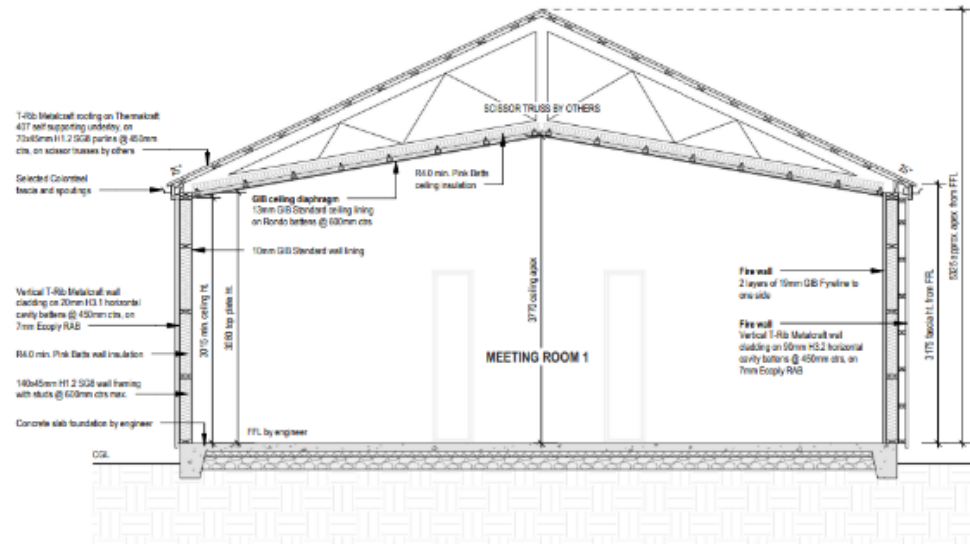 SCISSOR TRUSS BY OTHERS
T-Rib Metalcraft roofing on Thermakraft
407 self supporting underlay, on
70x45mm H1.2 SG8 purlins @ 450mm
ctrs, on scissor trusses by others
Selected Colorsteel
fascia and spoutings
R4.0 min. Pink Batts
ceiling insulation
GIB ceiling diaphragm
13mm GIB Standard ceiling lining
on Rondo battens @ 600mm ctrs
10mm GIB Standard wall lining
Vertical T-Rib Metalcraft wall
cladding on 20mm H3.1 horizontal
cavity battens @ 450mm ctrs, on
7mm Ecoply RAB
R4.0 min. Pink Batts wall insulation
140x45mm H1.2 SG8 wall framing
with studs @ 600mm ctrs max.
Concrete slab foundation by engineer
3015 min. ceiling ht.
3080 top plate ht.
3770 ceiling apex
MEETING ROOM 1
Fire wall
2 layers of 19mm GIB Fyreline to
one side
Fire wall
Vertical T-Rib Metalcraft wall
cladding on 90mm H3.2 horizontal
cavity battens @ 450mm ctrs, on
7mm Ecoply RAB
3175 fascia ht. from FFL
5325 approx. apex from FFL
FFL by engineer